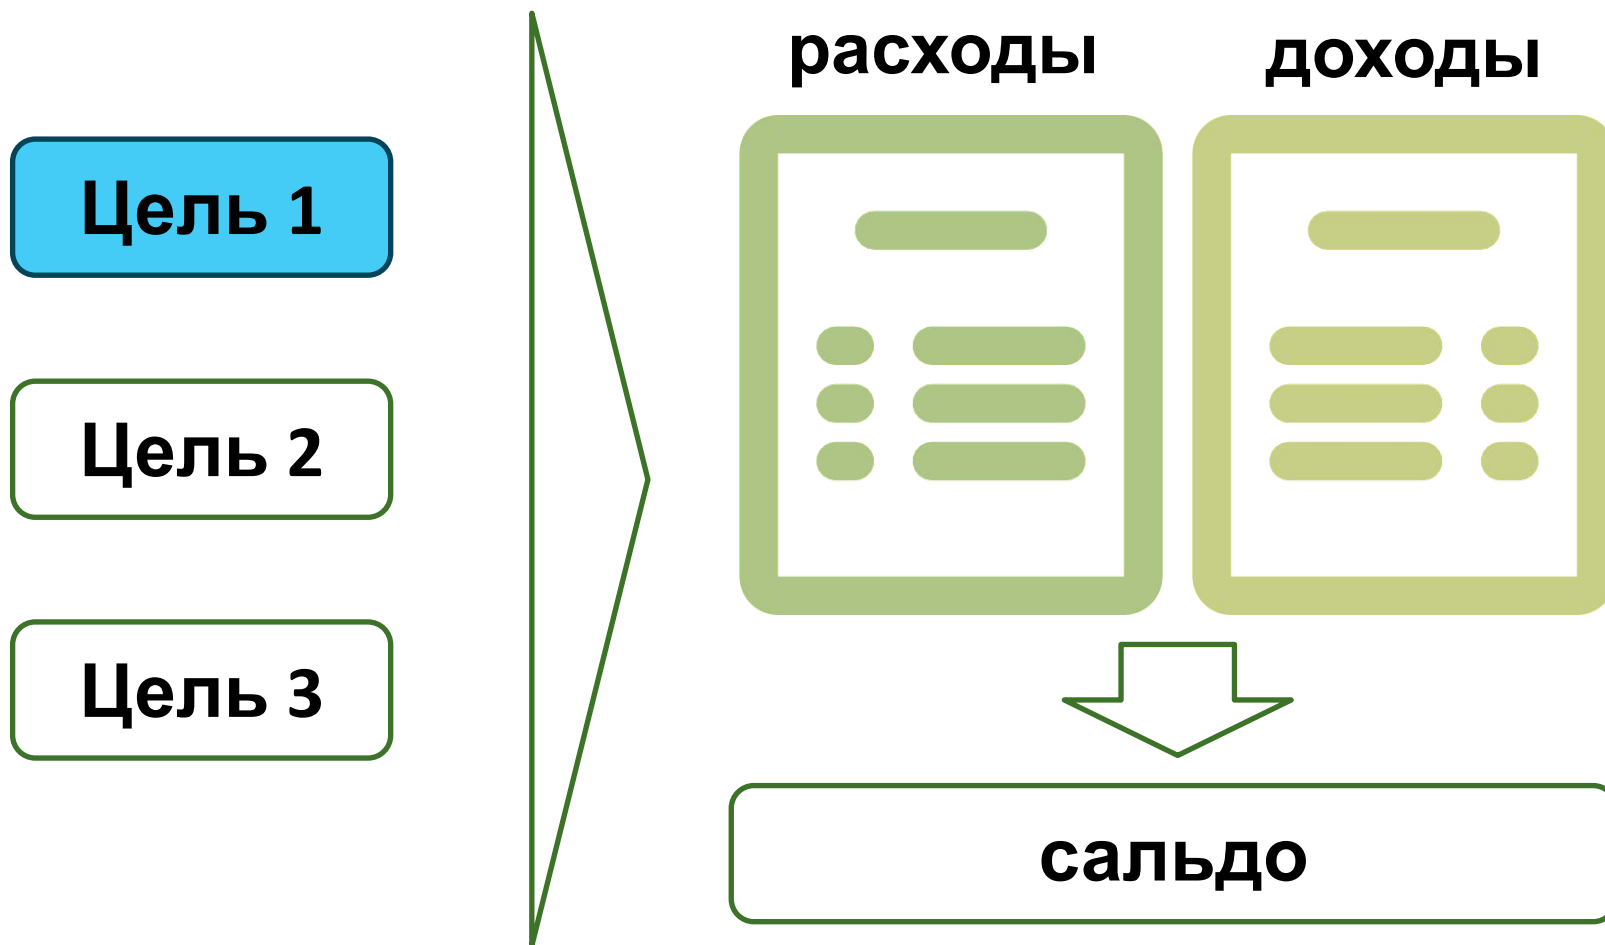 расходы
доходы
Цель 1
Цель 2
Цель 3
сальдо